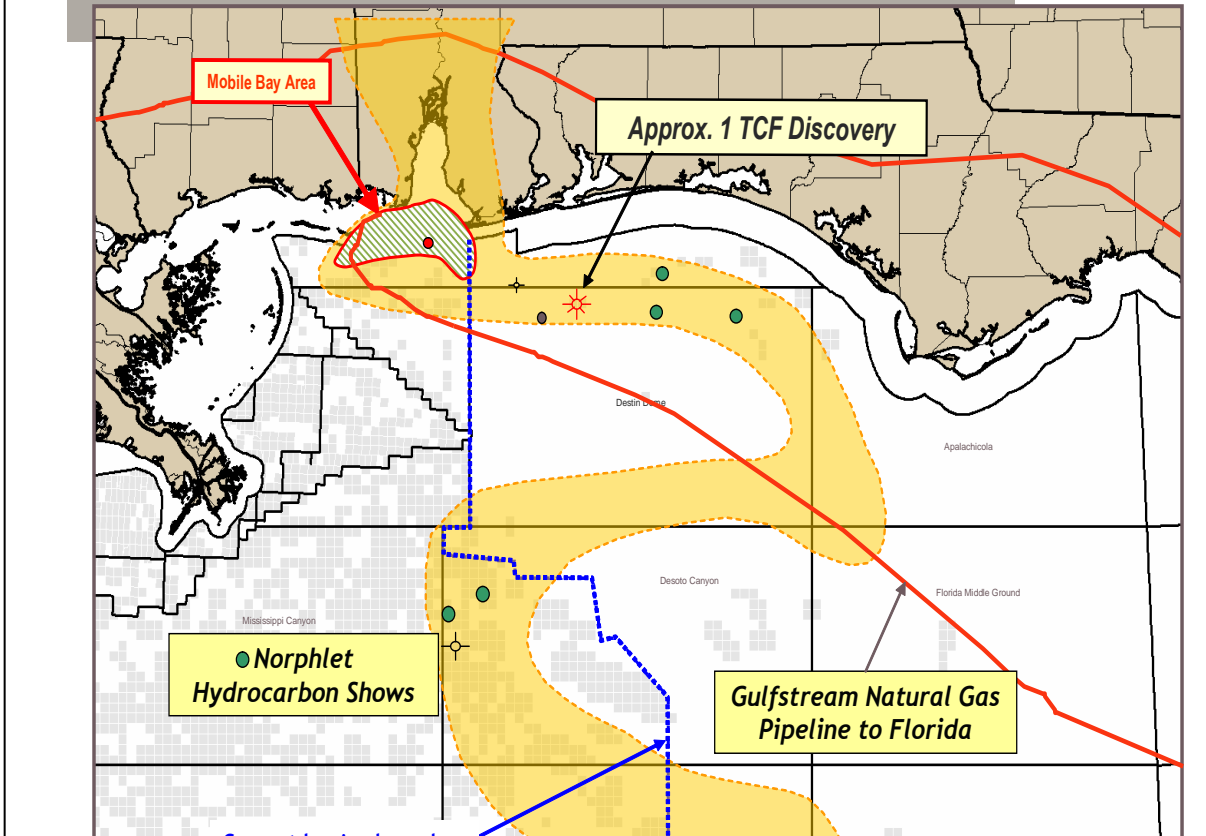 Mobile Bay Area
Approx. 1 TCF Discovery
Destin Dome
Apalachicola
Desoto Canyon
Florida Middle Ground
Mississippi Canyon
Norphlet
Hydrocarbon Shows
Gulfstream Natural Gas
Pipeline to Florida